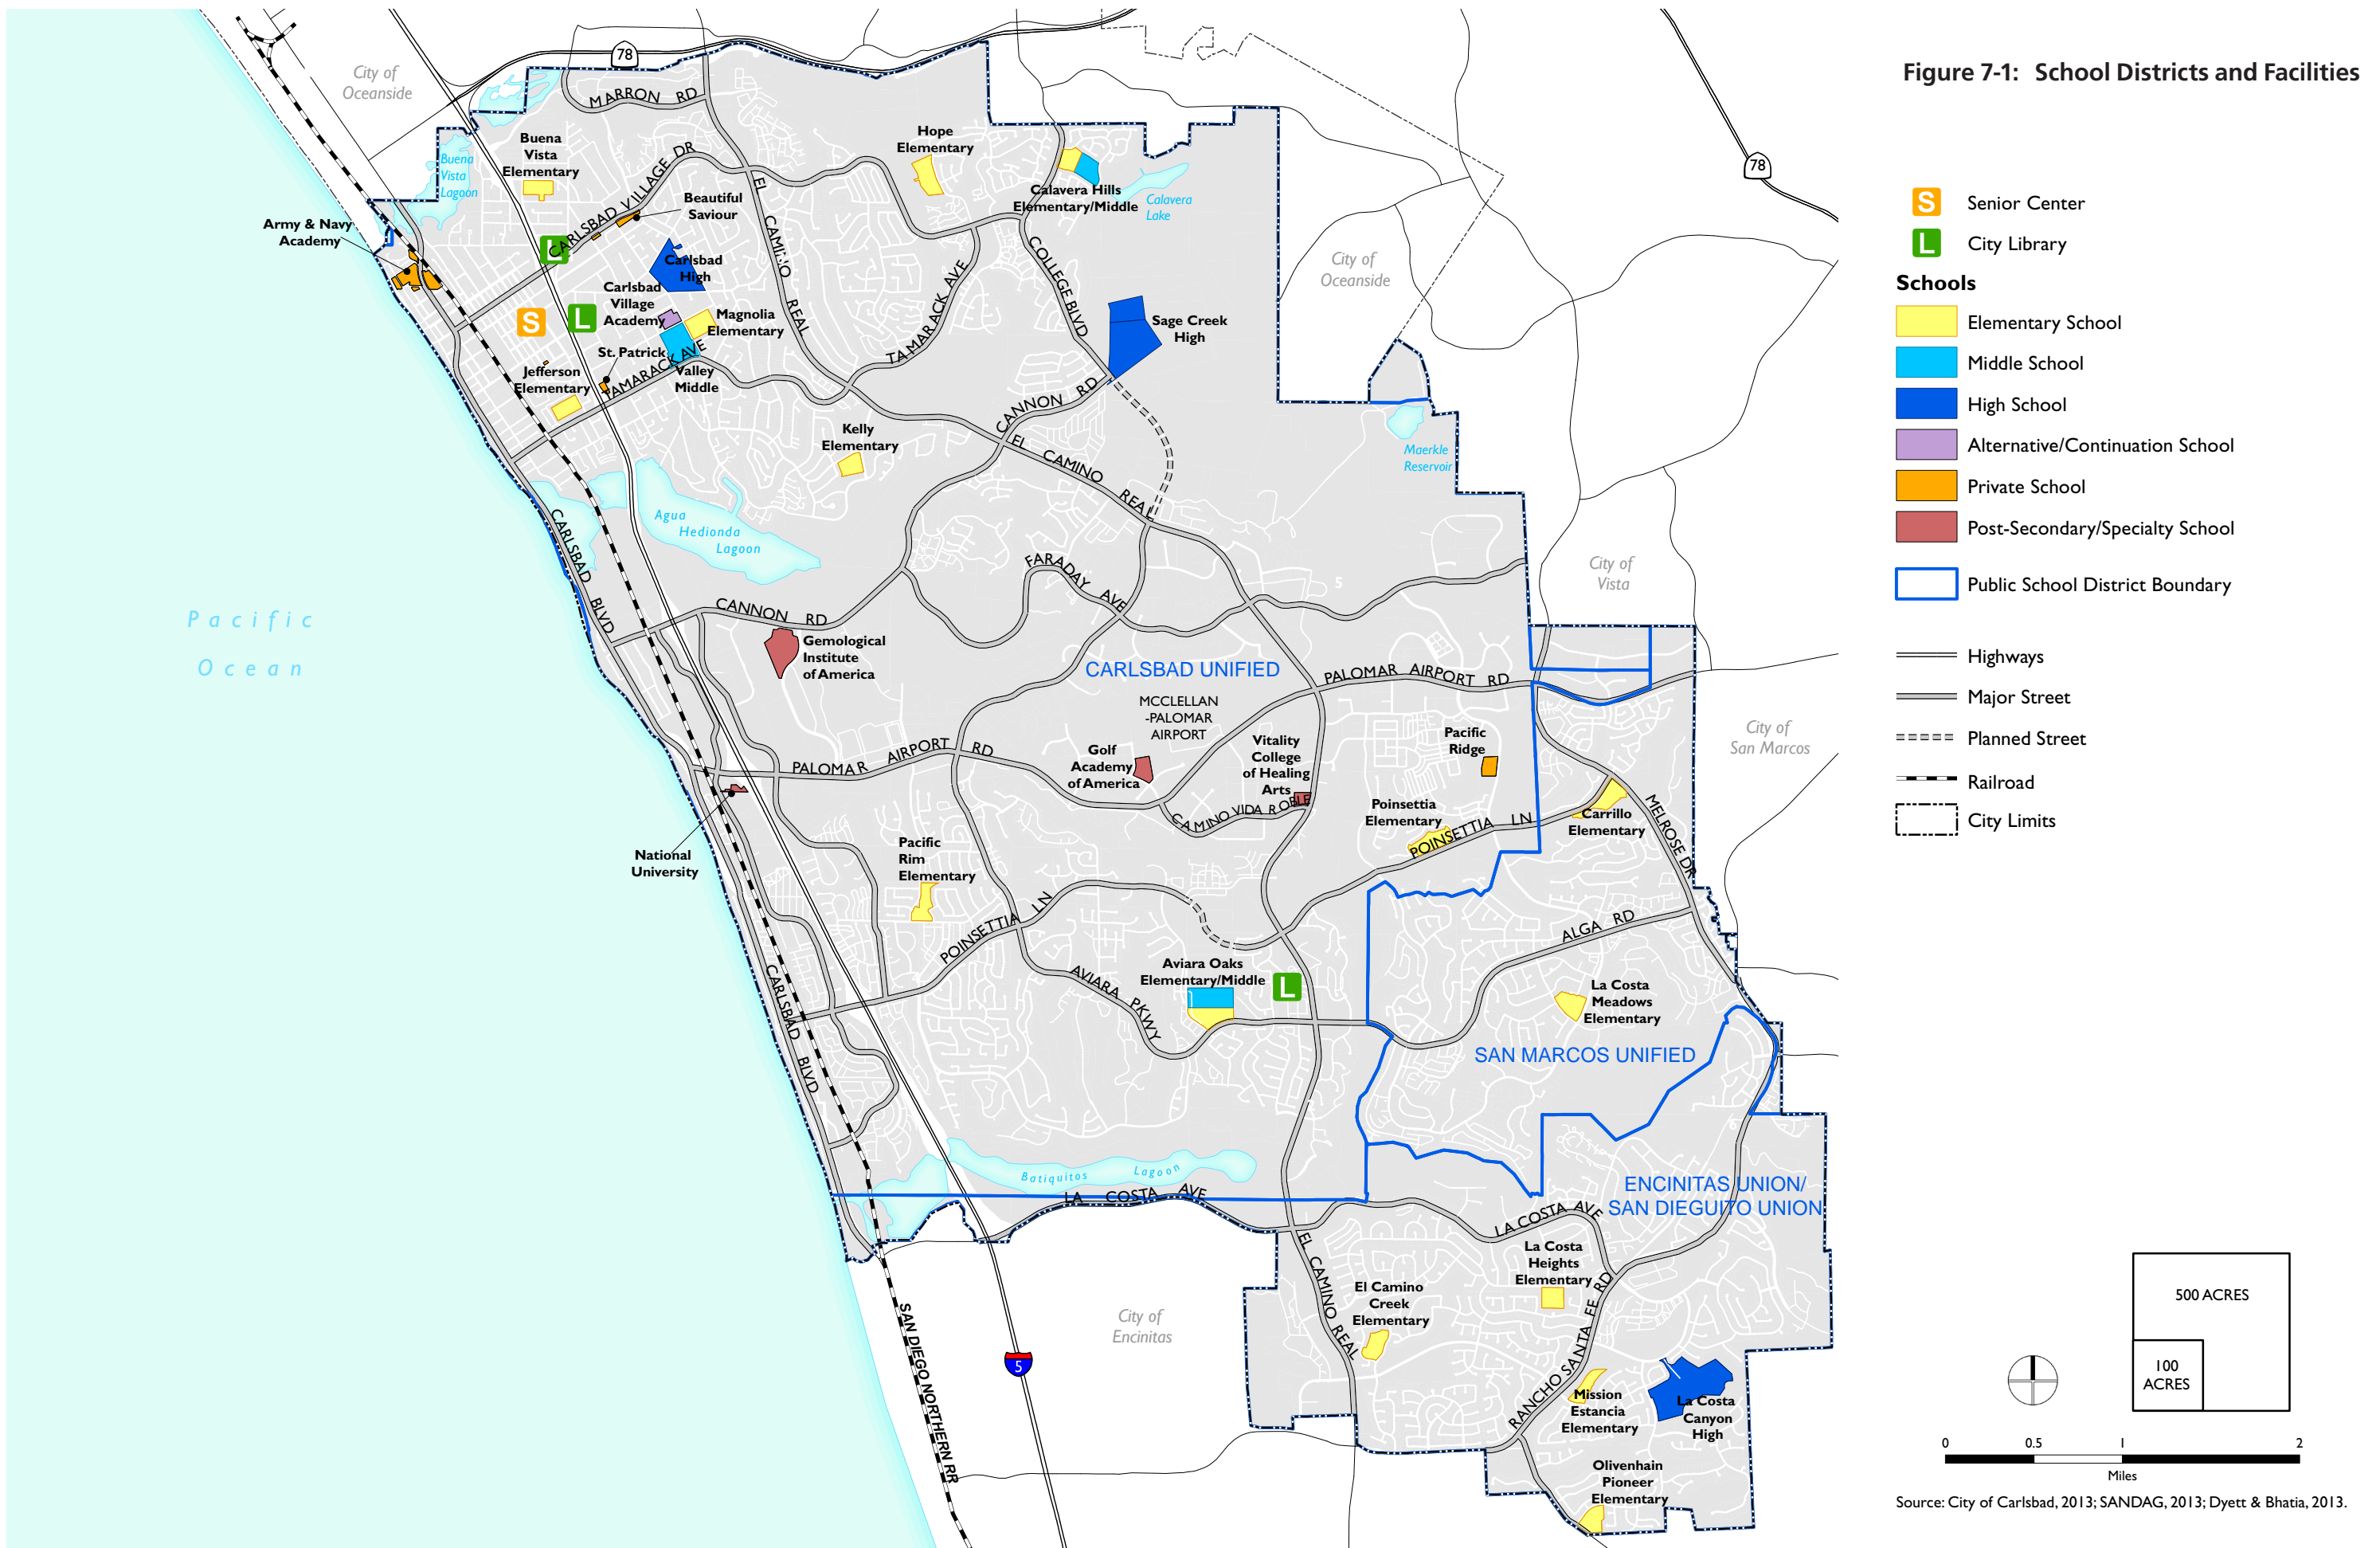 Figure 7-1: School Districts and Facilities
78
78
City of
Oceanside
MARRON RD
Buena
Vista
Elementary
Buena
Vista
Lagoon
Hope
Elementary
Calavera Hills
Elementary/Middle
Calavera
Lake
CARLSBAD VILLAGE DR
Beautiful
Saviour
Army & Navy
Academy
L
Carlsbad
High
EL CAMINO REAL
COLLEGE BLVD
City of
Oceanside
Carlsbad
Village
Academy
Magnolia
Elementary
S
L
TAMARACK AVE
Sage Creek
High
St. Patrick
TAMARACK AVE
Valley
Middle
Jefferson
Elementary
CANNON RD
Kelly
Elementary
EL CAMINO REAL
Maerkle
Reservoir
Agua
Hedionda
Lagoon
CARLSBAD BLVD
FARADAY AVE
5
City of
Vista
Pacific
Ocean
CANNON RD
Gemological
Institute
of America
CARLSBAD UNIFIED
PALOMAR AIRPORT RD
MCCLELLAN
-PALOMAR
AIRPORT
City of
San Marcos
PALOMAR AIRPORT RD
Golf
Academy
of America
Vitality
College
of Healing
Arts
Pacific
Ridge
CAMINO VIDA ROBLE
Poinsettia
Elementary
POINSETTIA LN
Carrillo
Elementary
MELROSE DR
National
University
Pacific
Rim
Elementary
POINSETTIA LN
ALGA RD
Aviara Oaks
Elementary/Middle
L
AVIARA PKWY
CARLSBAD BLVD
La Costa
Meadows
Elementary
SAN MARCOS UNIFIED
6
Batiquitos Lagoon
LA COSTA AVE
ENCINITAS UNION/
SAN DIEGUITO UNION
LA COSTA AVE
EL CAMINO REAL
La Costa
Heights
Elementary
El Camino
Creek
Elementary
City of
Encinitas
SAN DIEGO NORTHERN RR
5
RANCHO SANTA FE RD
Mission
Estancia
Elementary
La Costa
Canyon
High
Olivenhain
Pioneer
Elementary
S Senior Center
L City Library
Schools
Elementary School
Middle School
High School
Alternative/Continuation School
Private School
Post-Secondary/Specialty School
Public School District Boundary
Highways
Major Street
Planned Street
Railroad
City Limits
500 ACRES
100
ACRES
0 0.5 1 2
Miles
Source: City of Carlsbad, 2013; SANDAG, 2013; Dyett & Bhatia, 2013.